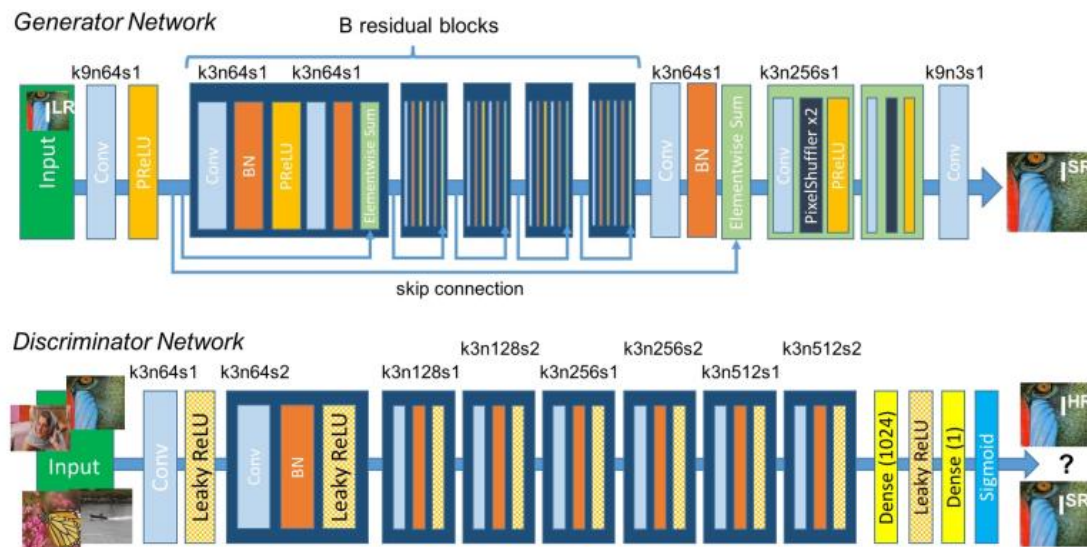 Generator Network
B residual blocks
k9n64s1
k3n64s1 k3n64s1
k3n64s1
k3n256s1
k9n3s1
I^LR
Input
Conv
PReLU
Conv
BN
PReLU
Elementwise Sum
Conv
BN
Elementwise Sum
Conv
PixelShuffler x2
PReLU
Conv
I^SR
skip connection
Discriminator Network
k3n64s1
k3n64s2
k3n128s1
k3n128s2
k3n256s1
k3n256s2
k3n512s1
k3n512s2
Input
Conv
Leaky ReLU
Conv
BN
Leaky ReLU
Dense (1024)
Leaky ReLU
Dense (1)
Sigmoid
I^HR
?
I^SR